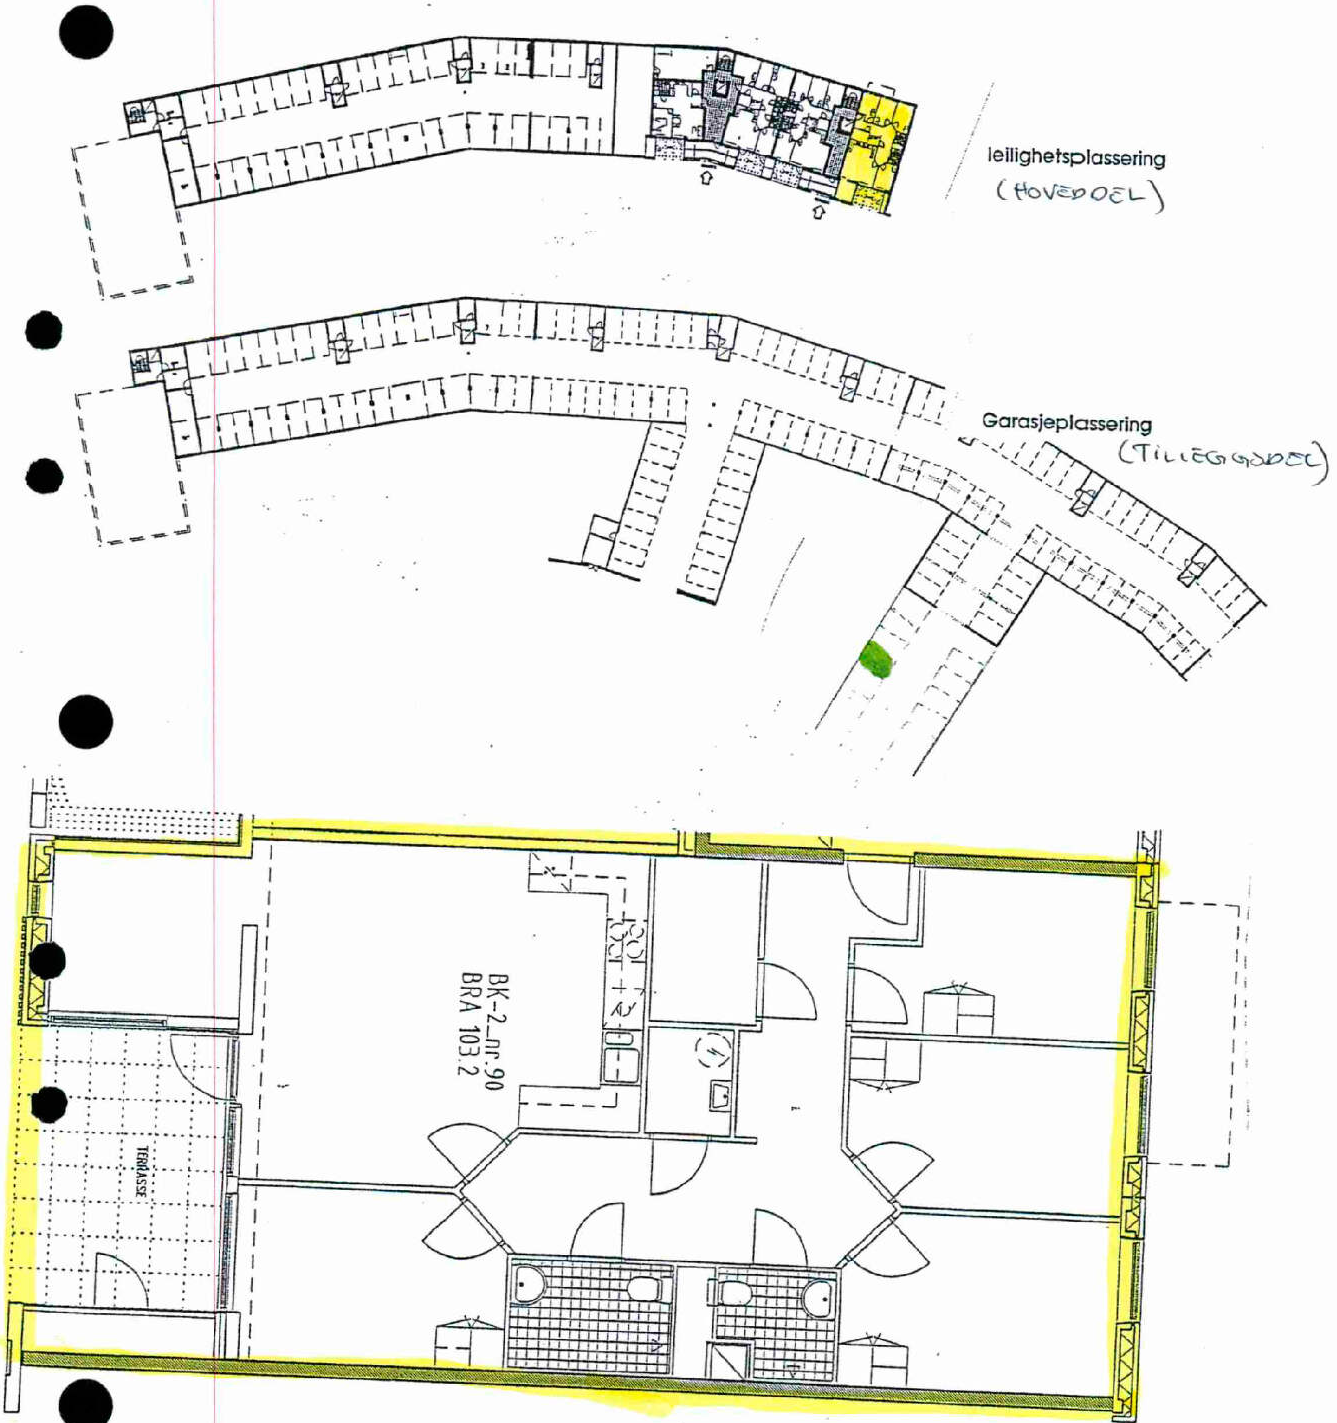 leilighetsplassering
(HOVEDDEL)
Garasjeplassering
(TILLEGGSDEL)
BK-2_nr.90
BRA 103.2
TERRASSE